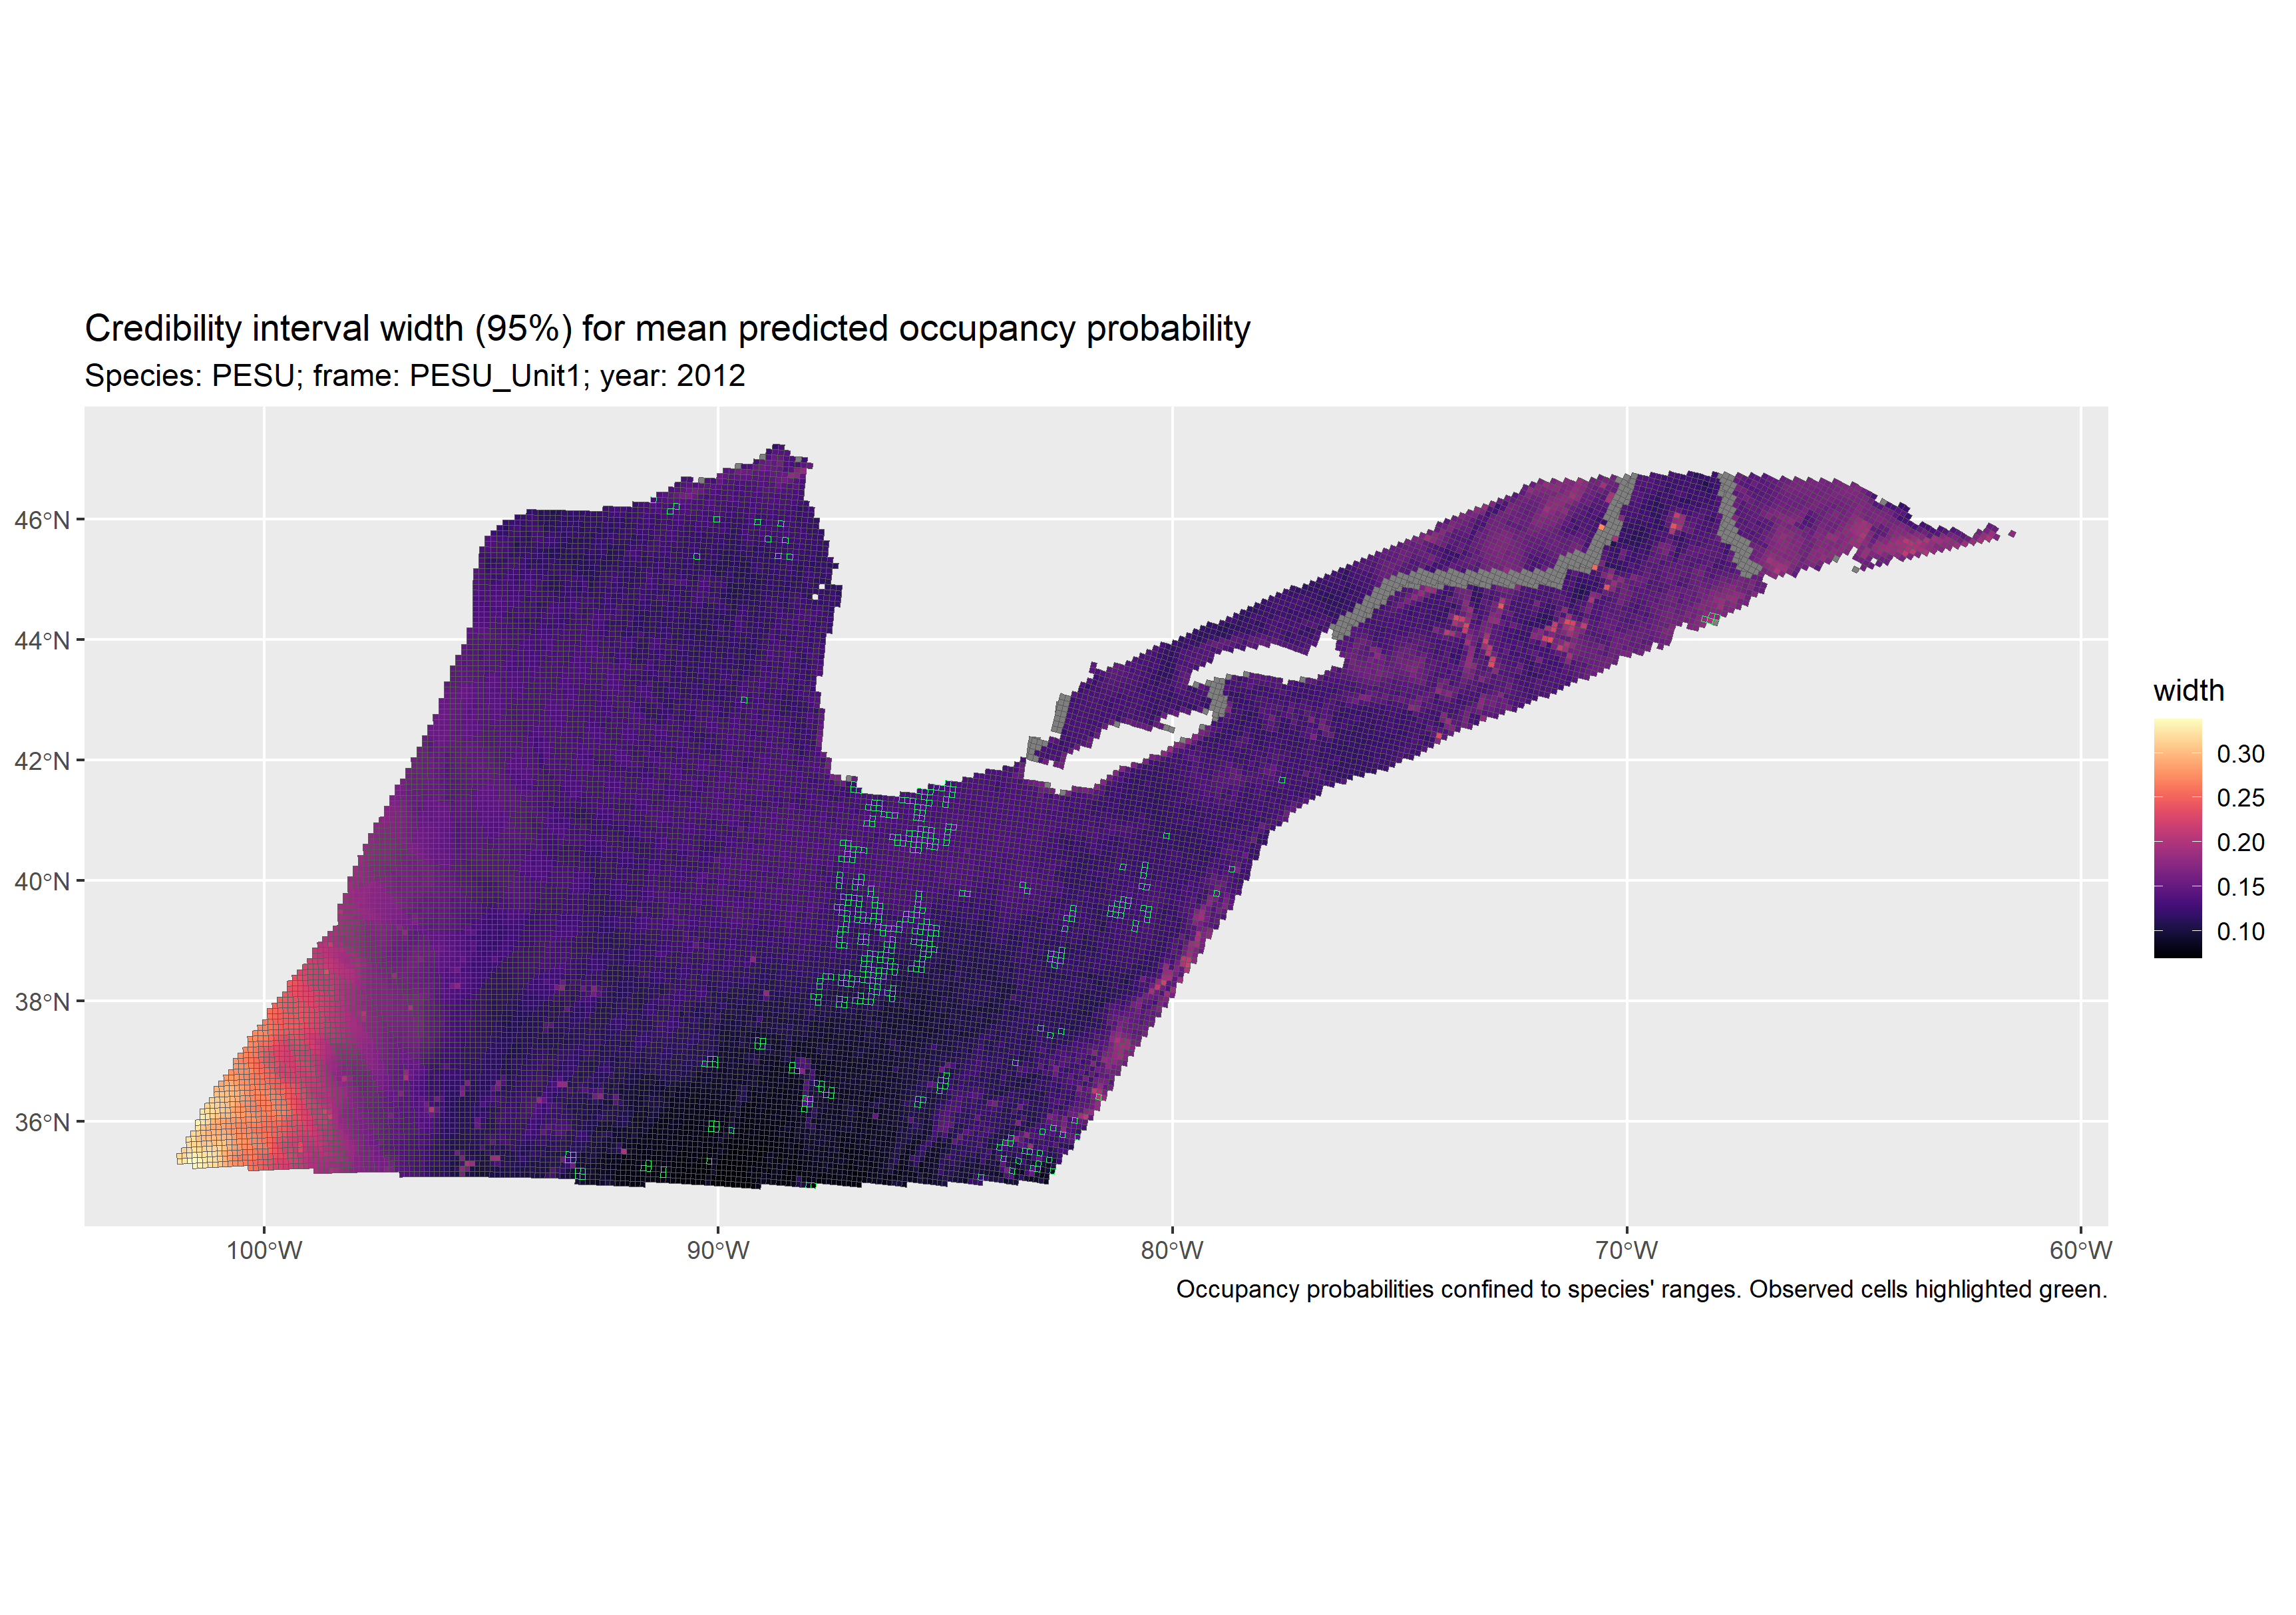 Credibility interval width (95%) for mean predicted occupancy probability
Species: PESU; frame: PESU_Unit1; year: 2012
46°N
44°N
42°N
40°N
38°N
36°N
100°W
90°W
80°W
70°W
60°W
width
0.30
0.25
0.20
0.15
0.10
Occupancy probabilities confined to species' ranges. Observed cells highlighted green.